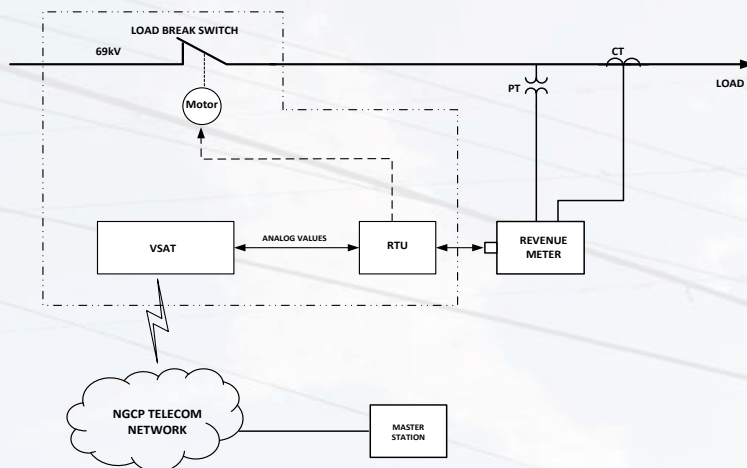 LOAD BREAK SWITCH
69kV
CT
LOAD
PT
Motor
VSAT
ANALOG VALUES
RTU
REVENUE
METER
NGCP TELECOM
NETWORK
MASTER
STATION